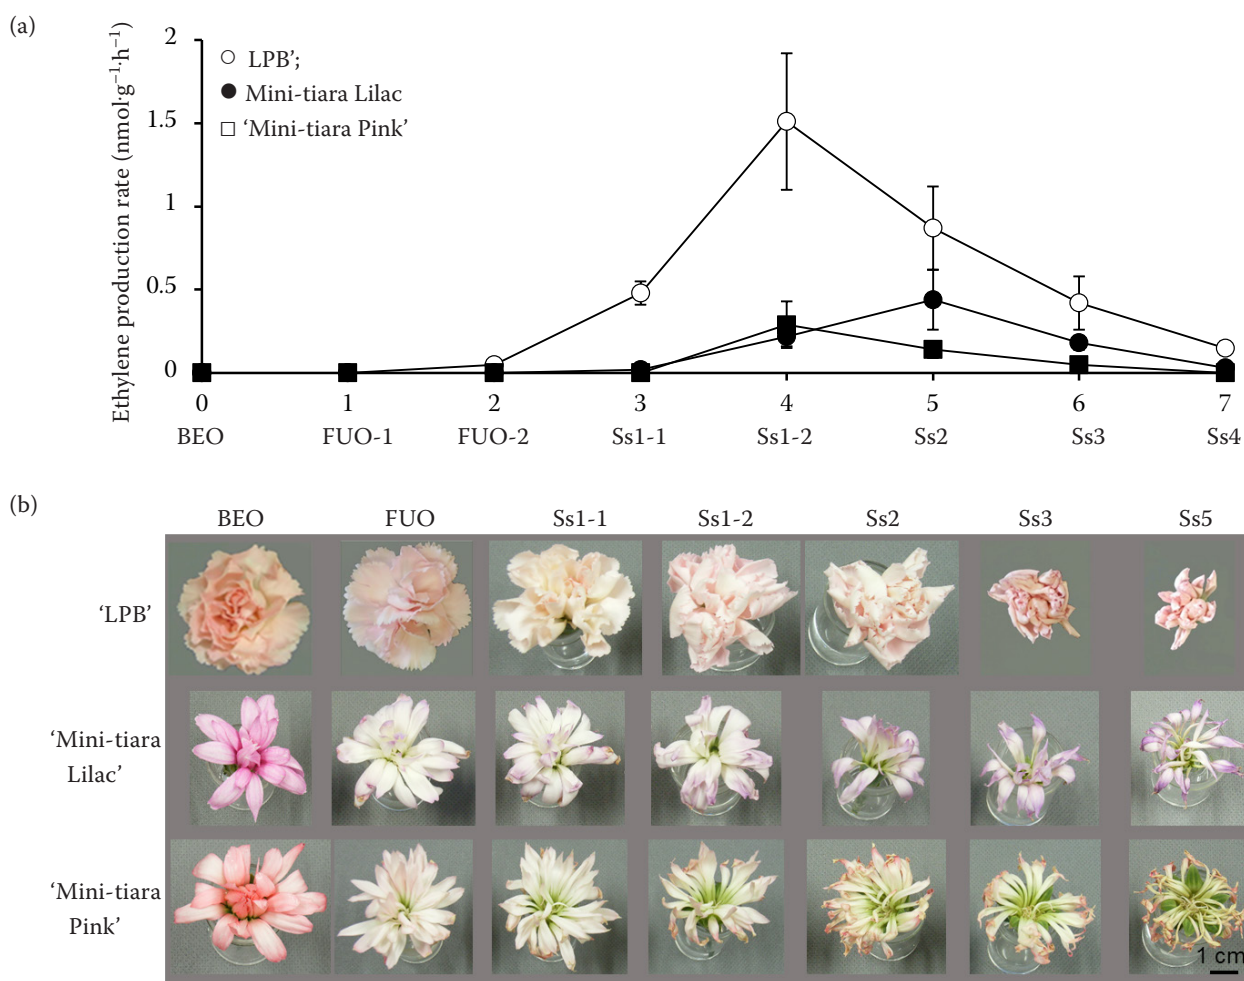 (a)
Ethylene production rate (nmol·g⁻¹·h⁻¹)
2
1.5
1
0.5
0
LPB';
Mini-tiara Lilac
'Mini-tiara Pink'
0 1 2 3 4 5 6 7
BEO FUO-1 FUO-2 Ss1-1 Ss1-2 Ss2 Ss3 Ss4
(b)
BEO FUO Ss1-1 Ss1-2 Ss2 Ss3 Ss5
‘LPB’
‘Mini-tiara
Lilac’
‘Mini-tiara
Pink’
1 cm